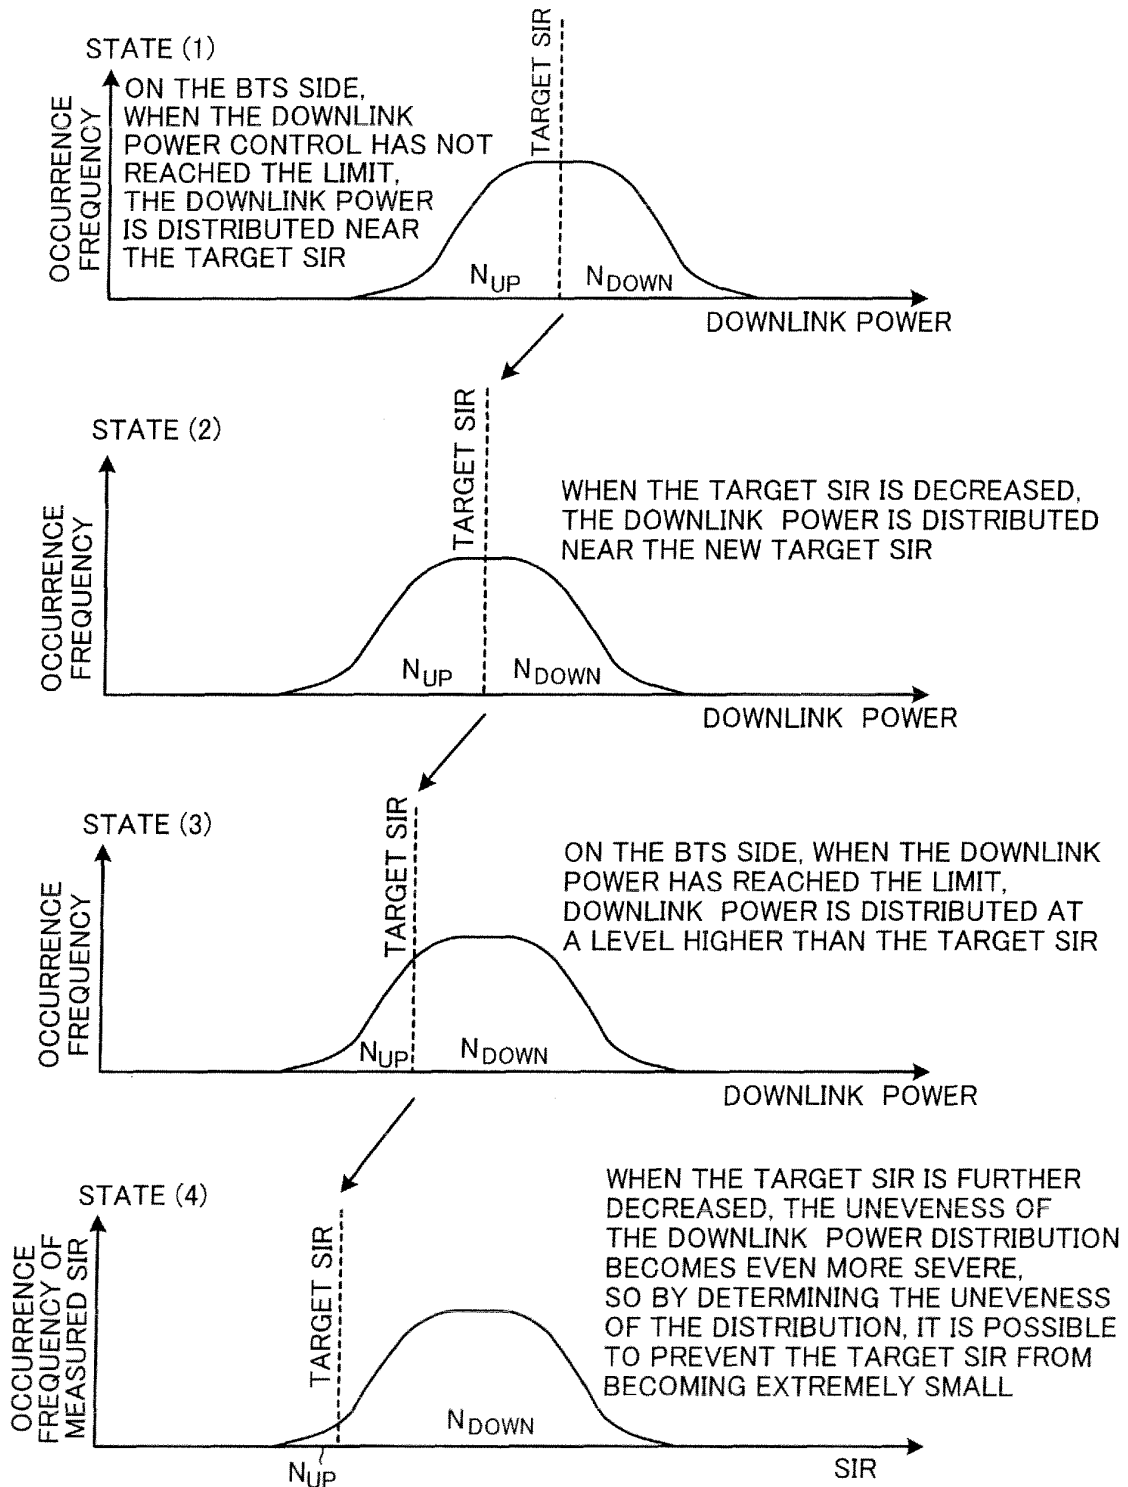 STATE (1)
TARGET SIR
OCCURRENCE
FREQUENCY
ON THE BTS SIDE,
WHEN THE DOWNLINK
POWER CONTROL HAS NOT
REACHED THE LIMIT,
THE DOWNLINK POWER
IS DISTRIBUTED NEAR
THE TARGET SIR
NUP
NDOWN
DOWNLINK POWER
STATE (2)
TARGET SIR
OCCURRENCE
FREQUENCY
WHEN THE TARGET SIR IS DECREASED,
THE DOWNLINK POWER IS DISTRIBUTED
NEAR THE NEW TARGET SIR
NUP
NDOWN
DOWNLINK POWER
STATE (3)
TARGET SIR
OCCURRENCE
FREQUENCY
ON THE BTS SIDE, WHEN THE DOWNLINK
POWER HAS REACHED THE LIMIT,
DOWNLINK POWER IS DISTRIBUTED AT
A LEVEL HIGHER THAN THE TARGET SIR
NUP
NDOWN
DOWNLINK POWER
STATE (4)
TARGET SIR
OCCURRENCE
FREQUENCY OF
MEASURED SIR
WHEN THE TARGET SIR IS FURTHER
DECREASED, THE UNEVENESS OF
THE DOWNLINK POWER DISTRIBUTION
BECOMES EVEN MORE SEVERE,
SO BY DETERMINING THE UNEVENESS
OF THE DISTRIBUTION, IT IS POSSIBLE
TO PREVENT THE TARGET SIR FROM
BECOMING EXTREMELY SMALL
NDOWN
NUP
SIR